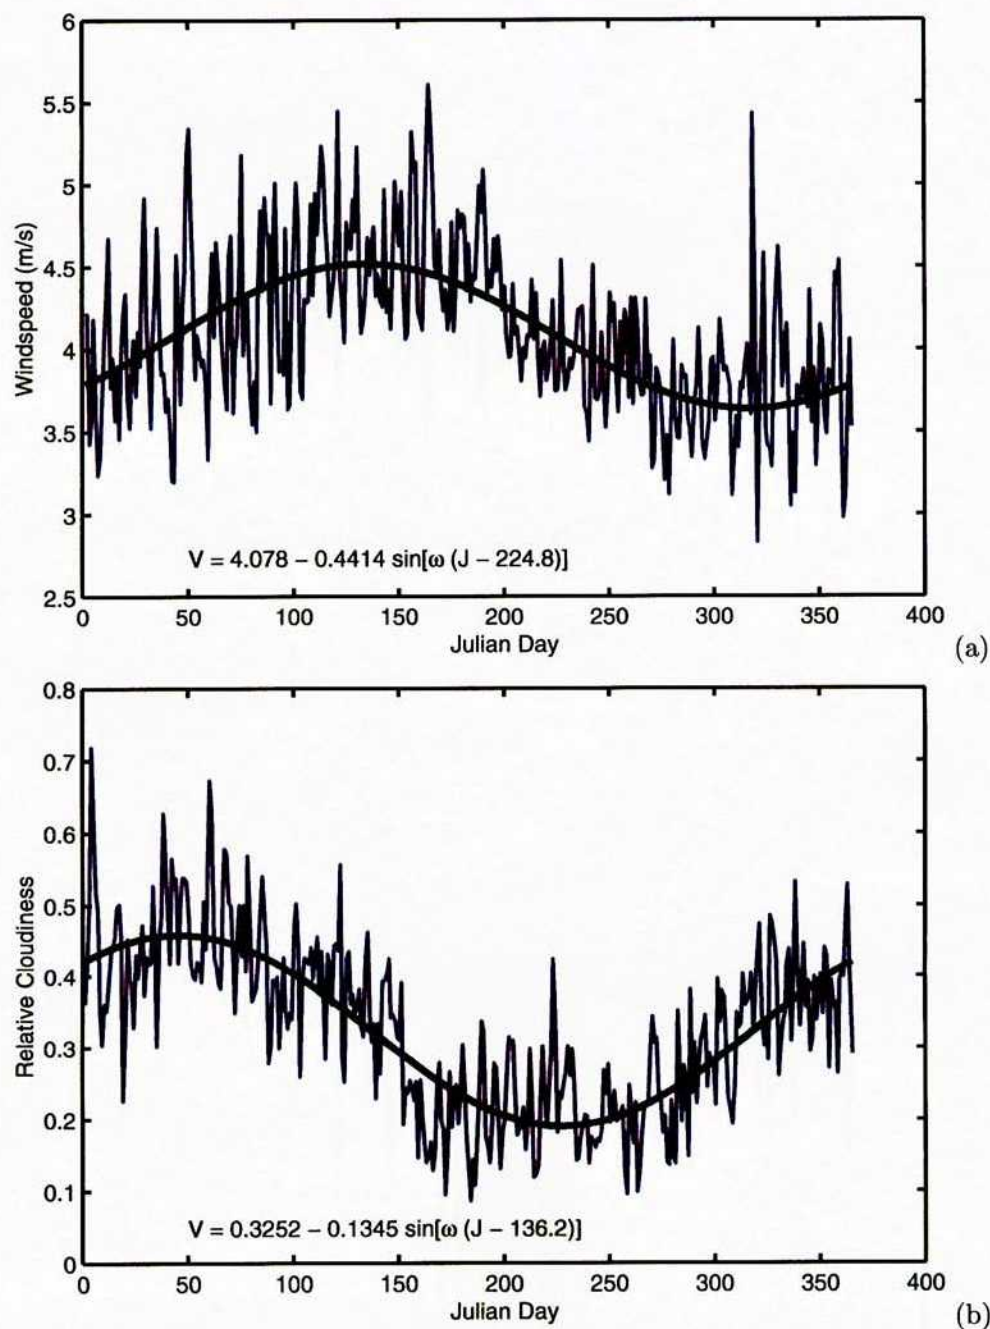 6
5.5
5
4.5
4
3.5
3
2.5
Windspeed (m/s)
V = 4.078 − 0.4414 sin[ω (J − 224.8)]
0 50 100 150 200 250 300 350 400
Julian Day
(a)
0.8
0.7
0.6
0.5
0.4
0.3
0.2
0.1
0
Relative Cloudiness
V = 0.3252 − 0.1345 sin[ω (J − 136.2)]
0 50 100 150 200 250 300 350 400
Julian Day
(b)